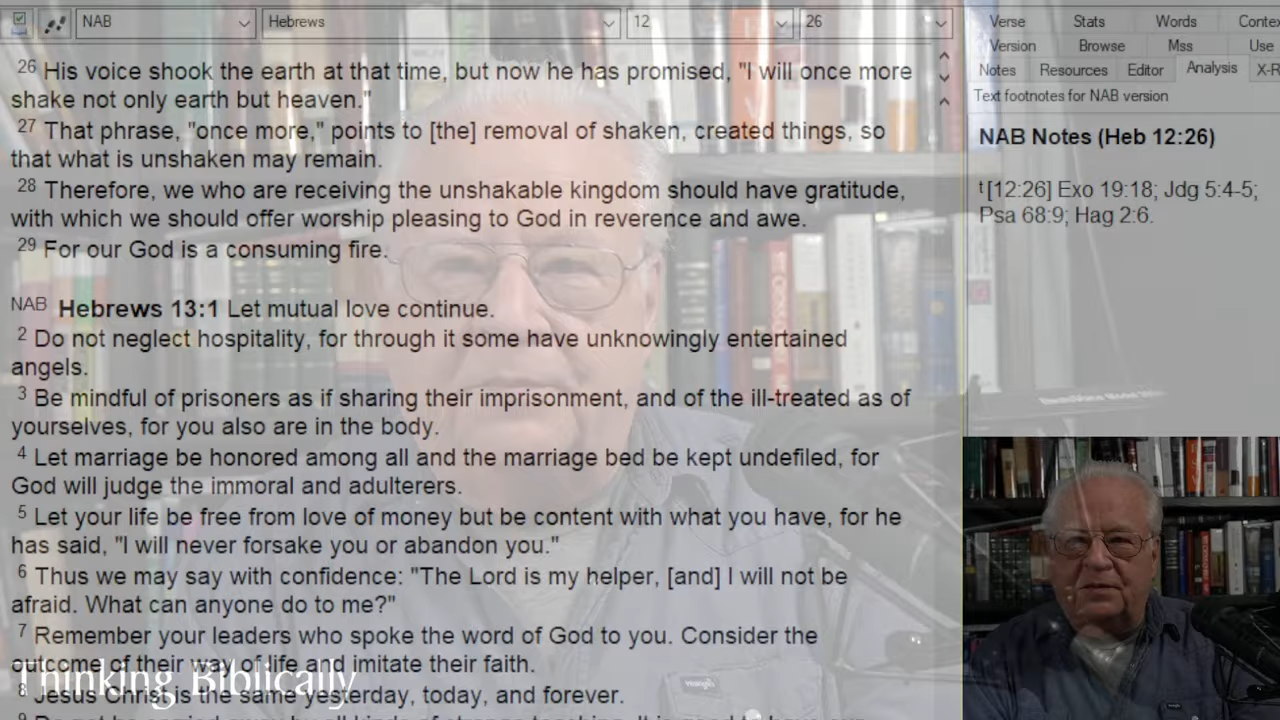 NAB Hebrews 12 26
Verse Stats Words
Version Browse Mss Use
Notes Resources Editor Analysis X-R
Text footnotes for NAB version
26 His voice shook the earth at that time, but now he has promised, "I will once more
shake not only earth but heaven."
27 That phrase, "once more," points to [the] removal of shaken, created things, so
that what is unshaken may remain.
28 Therefore, we who are receiving the unshakable kingdom should have gratitude,
with which we should offer worship pleasing to God in reverence and awe.
29 For our God is a consuming fire.
NAB Hebrews 13:1 Let mutual love continue.
2 Do not neglect hospitality, for through it some have unknowingly entertained
angels.
3 Be mindful of prisoners as if sharing their imprisonment, and of the ill-treated as of
yourselves, for you also are in the body.
4 Let marriage be honored among all and the marriage bed be kept undefiled, for
God will judge the immoral and adulterers.
5 Let your life be free from love of money but be content with what you have, for he
has said, "I will never forsake you or abandon you."
6 Thus we may say with confidence: "The Lord is my helper, [and] I will not be
afraid. What can anyone do to me?"
7 Remember your leaders who spoke the word of God to you. Consider the
outcome of their way of life and imitate their faith.
8 Jesus Christ is the same yesterday, today, and forever.
NAB Notes (Heb 12:26)
t [12:26] Exo 19:18; Jdg 5:4-5;
Psa 68:9; Hag 2:6.
Thinking Biblically